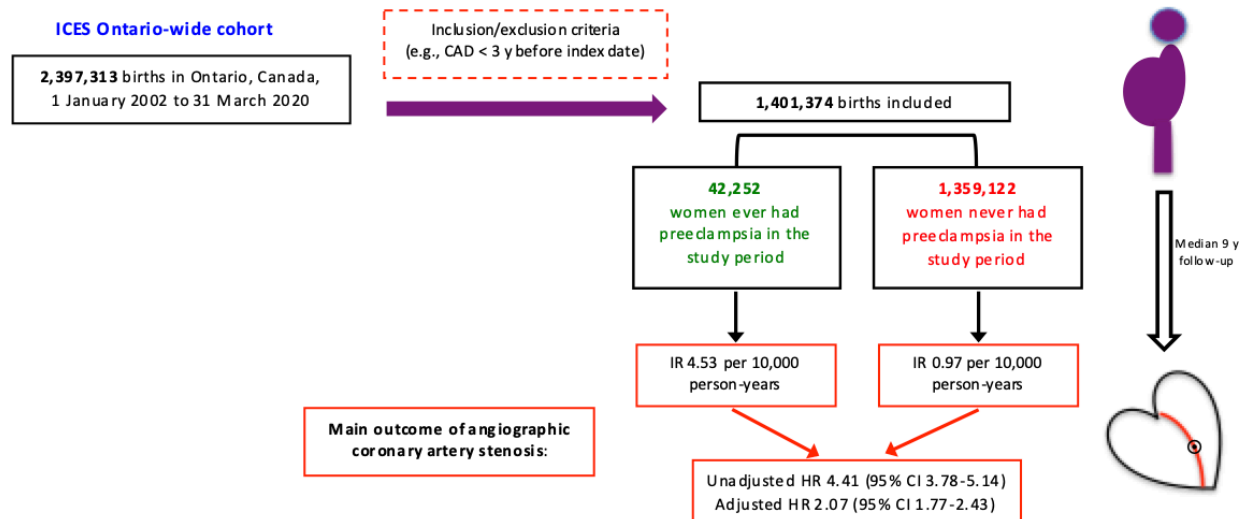 ICES Ontario-wide cohort
2,397,313 births in Ontario, Canada,
1 January 2002 to 31 March 2020
Inclusion/exclusion criteria
(e.g., CAD < 3 y before index date)
1,401,374 births included
42,252
women ever had
preeclampsia in the
study period
1,359,122
women never had
preeclampsia in the
study period
Median 9 y
follow-up
IR 4.53 per 10,000
person-years
IR 0.97 per 10,000
person-years
Main outcome of angiographic
coronary artery stenosis:
Unadjusted HR 4.41 (95% CI 3.78-5.14)
Adjusted HR 2.07 (95% CI 1.77-2.43)